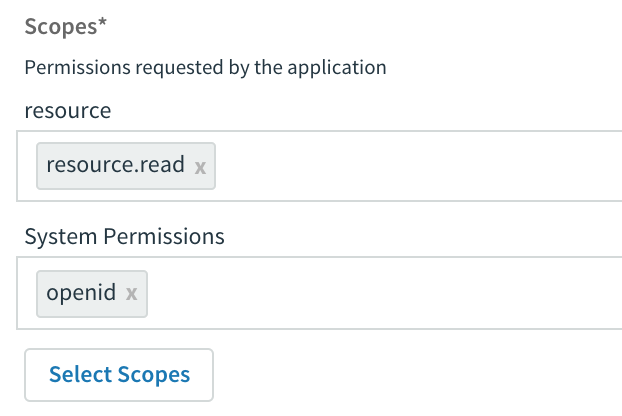 Scopes*
Permissions requested by the application
resource
resource.read x
System Permissions
openid x
Select Scopes